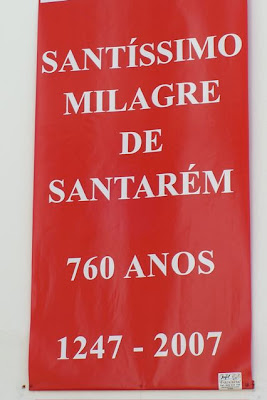 SANTÍSSIMO
MILAGRE
DE
SANTARÉM
760 ANOS
1247 - 2007